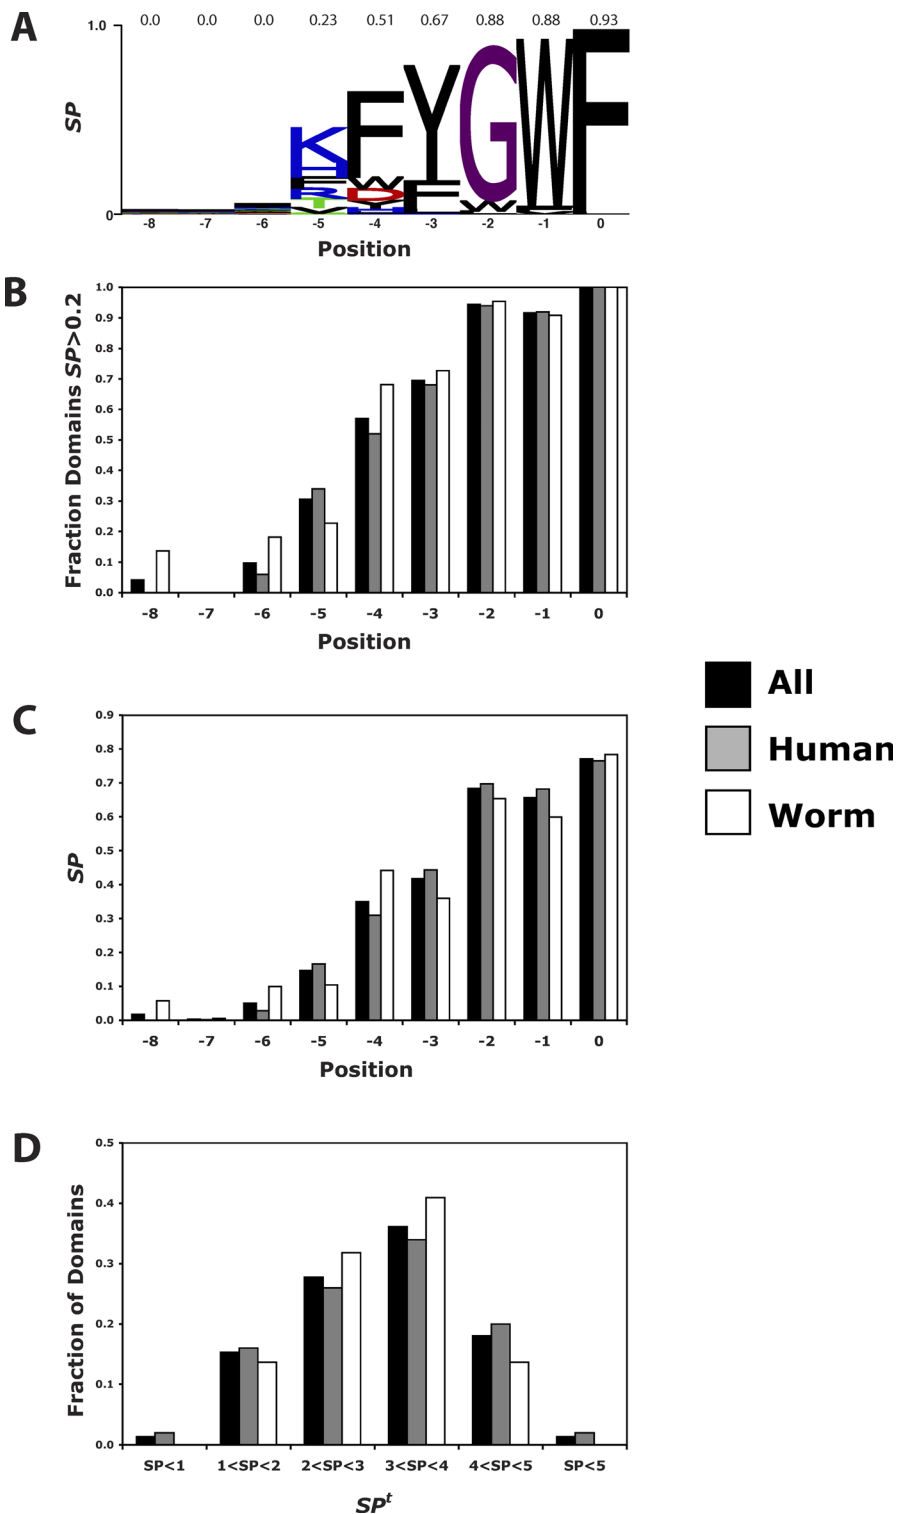 A
0.0 0.0 0.0 0.23 0.51 0.67 0.88 0.88 0.93
1.0
SP
K F Y G W F
F W F W
R D
T Y
0
-8 -7 -6 -5 -4 -3 -2 -1 0
Position
B
Fraction Domains SP>0.2
1.0
0.9
0.8
0.7
0.6
0.5
0.4
0.3
0.2
0.1
0.0
-8 -7 -6 -5 -4 -3 -2 -1 0
Position
All
Human
Worm
C
SP
0.9
0.8
0.7
0.6
0.5
0.4
0.3
0.2
0.1
0.0
-8 -7 -6 -5 -4 -3 -2 -1 0
Position
D
Fraction of Domains
0.5
0.4
0.3
0.2
0.1
0.0
SP<1 1<SP<2 2<SP<3 3<SP<4 4<SP<5 SP<5
SPᵗ